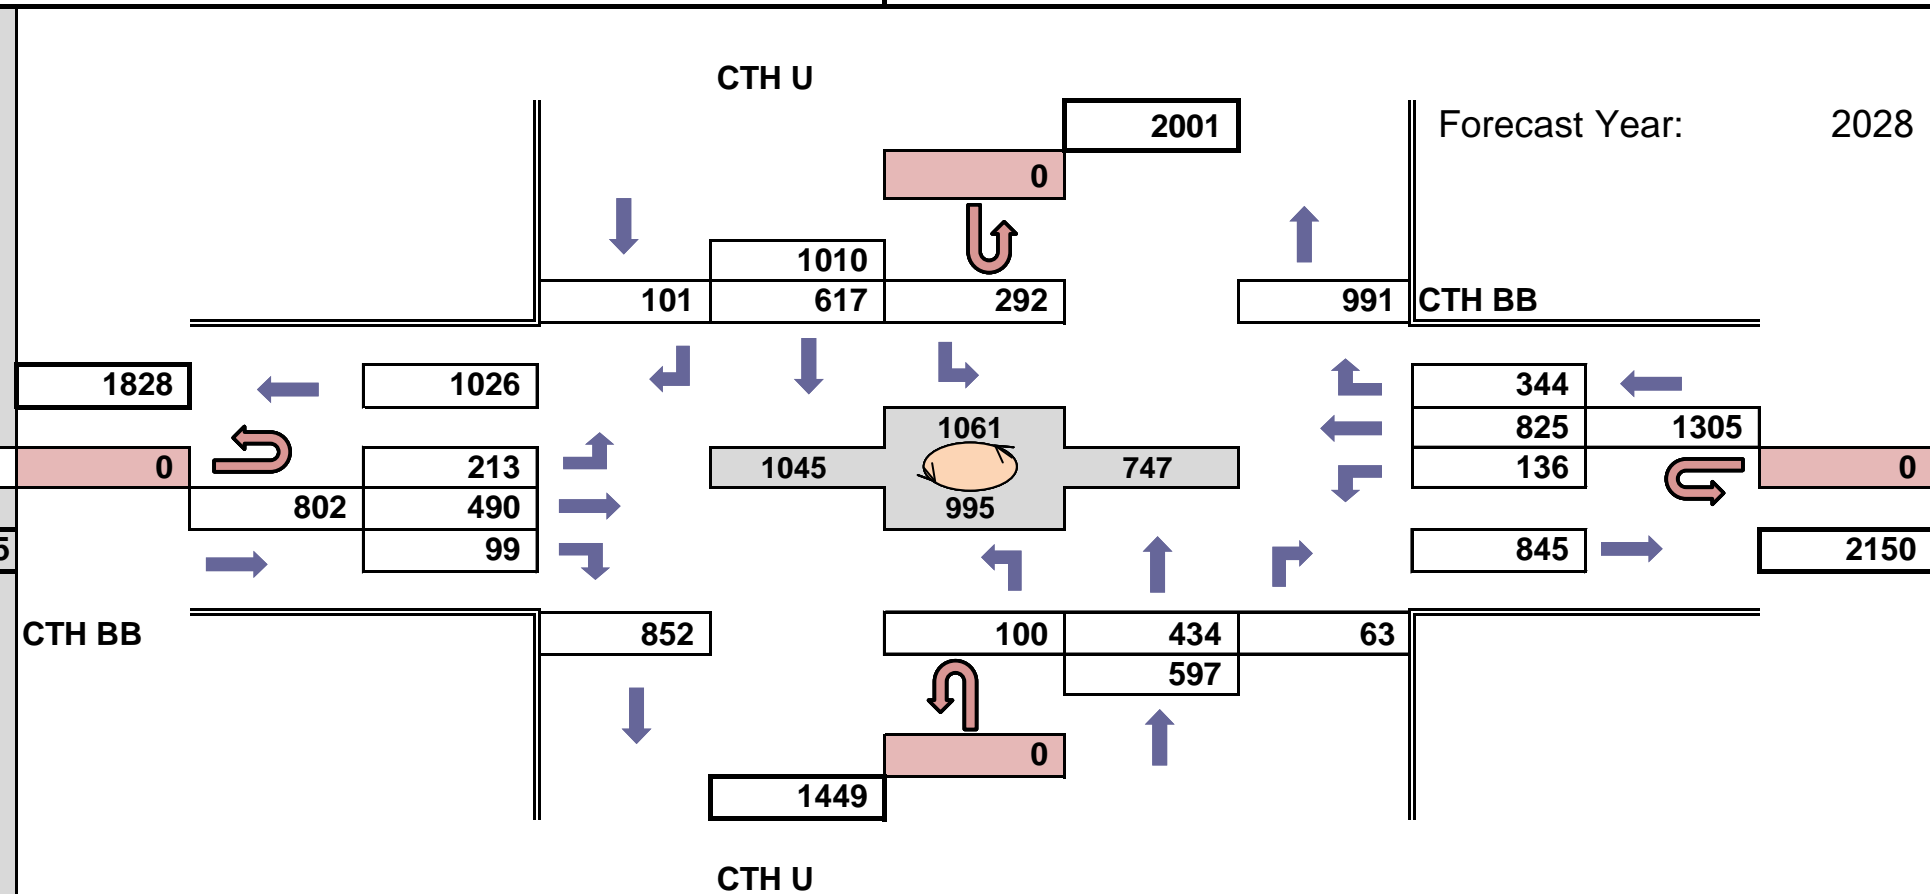 CTH U
2001
Forecast Year: 2028
0
1010
101 617 292 991 CTH BB
1828 1026 344
1061 825 1305
0 213 1045 747 136 0
802 490 995
5 99 845 2150
CTH BB 852 100 434 63
597
0
1449
CTH U